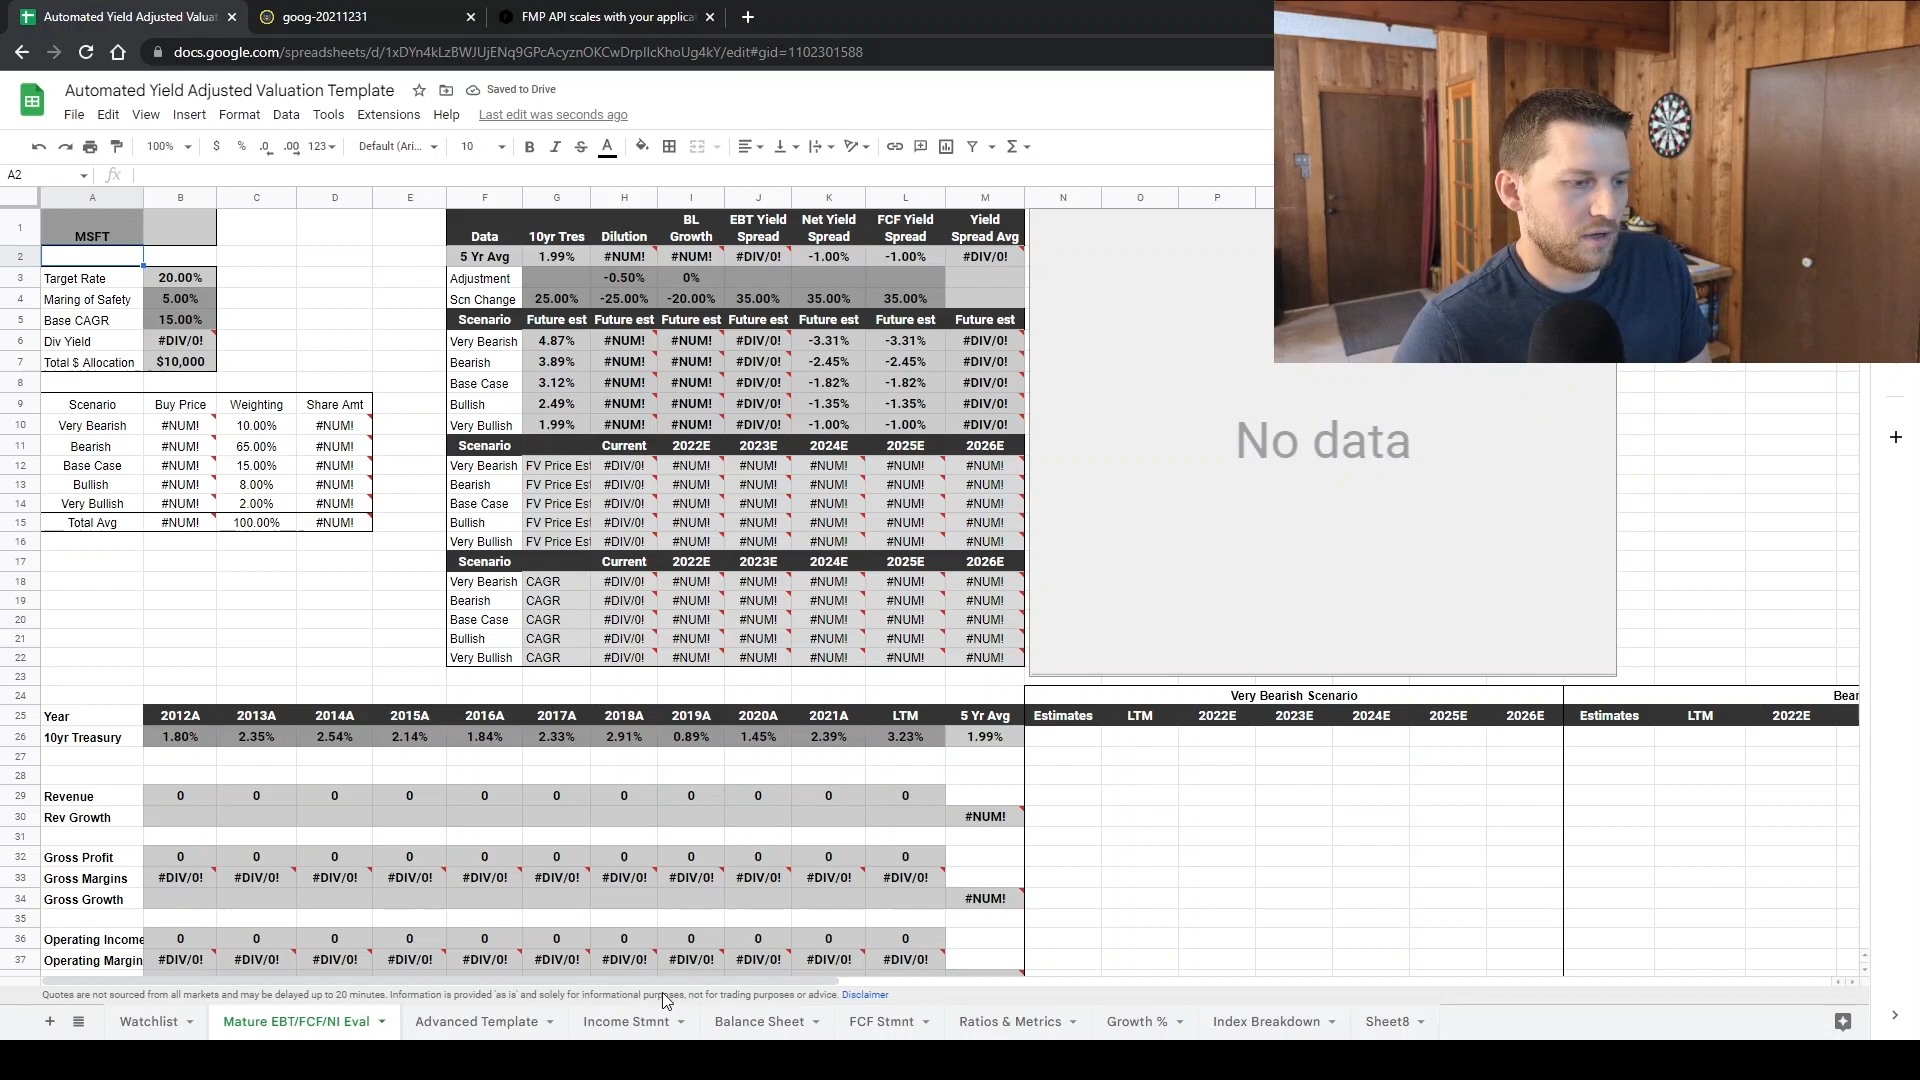 Automated Yield Adjusted Valuat
goog-20211231
FMP API scales with your applica
docs.google.com/spreadsheets/d/1xDYn4kLzBWJUjENq9GPcAcyznOKCwDrpIIcKhoUg4kY/edit#gid=1102301588
Automated Yield Adjusted Valuation Template
Saved to Drive
File Edit View Insert Format Data Tools Extensions Help Last edit was seconds ago
100% $ % .0 .00 123 Default (Ari... 10 B I S A
A2 fx
A B C D E F G H I J K L M N O P
1 MSFT Data 10yr Tres Dilution BL Growth EBT Yield Spread Net Yield Spread FCF Yield Spread Yield Spread Avg
2 5 Yr Avg 1.99% #NUM! #NUM! #DIV/0! -1.00% -1.00% #DIV/0!
3 Target Rate 20.00% Adjustment -0.50% 0%
4 Maring of Safety 5.00% Scn Change 25.00% -25.00% -20.00% 35.00% 35.00% 35.00%
5 Base CAGR 15.00% Scenario Future est Future est Future est Future est Future est Future est Future est
6 Div Yield #DIV/0! Very Bearish 4.87% #NUM! #NUM! #DIV/0! -3.31% -3.31% #DIV/0!
7 Total $ Allocation $10,000 Bearish 3.89% #NUM! #NUM! #DIV/0! -2.45% -2.45% #DIV/0!
8 Base Case 3.12% #NUM! #NUM! #DIV/0! -1.82% -1.82% #DIV/0!
9 Scenario Buy Price Weighting Share Amt Bullish 2.49% #NUM! #NUM! #DIV/0! -1.35% -1.35% #DIV/0!
10 Very Bearish #NUM! 10.00% #NUM! Very Bullish 1.99% #NUM! #NUM! #DIV/0! -1.00% -1.00% #DIV/0!
11 Bearish #NUM! 65.00% #NUM! Scenario Current 2022E 2023E 2024E 2025E 2026E
12 Base Case #NUM! 15.00% #NUM! Very Bearish FV Price Est #DIV/0! #NUM! #NUM! #NUM! #NUM! #NUM!
13 Bullish #NUM! 8.00% #NUM! Bearish FV Price Est #DIV/0! #NUM! #NUM! #NUM! #NUM! #NUM!
14 Very Bullish #NUM! 2.00% #NUM! Base Case FV Price Est #DIV/0! #NUM! #NUM! #NUM! #NUM! #NUM!
15 Total Avg #NUM! 100.00% #NUM! Bullish FV Price Est #DIV/0! #NUM! #NUM! #NUM! #NUM! #NUM!
16 Very Bullish FV Price Est #DIV/0! #NUM! #NUM! #NUM! #NUM! #NUM!
17 Scenario Current 2022E 2023E 2024E 2025E 2026E
18 Very Bearish CAGR #DIV/0! #NUM! #NUM! #NUM! #NUM! #NUM!
19 Bearish CAGR #DIV/0! #NUM! #NUM! #NUM! #NUM! #NUM!
20 Base Case CAGR #DIV/0! #NUM! #NUM! #NUM! #NUM! #NUM!
21 Bullish CAGR #DIV/0! #NUM! #NUM! #NUM! #NUM! #NUM!
22 Very Bullish CAGR #DIV/0! #NUM! #NUM! #NUM! #NUM! #NUM!
No data
23
24 Very Bearish Scenario Bear
25 Year 2012A 2013A 2014A 2015A 2016A 2017A 2018A 2019A 2020A 2021A LTM 5 Yr Avg Estimates LTM 2022E 2023E 2024E 2025E 2026E Estimates LTM 2022E
26 10yr Treasury 1.80% 2.35% 2.54% 2.14% 1.84% 2.33% 2.91% 0.89% 1.45% 2.39% 3.23% 1.99%
27
28
29 Revenue 0 0 0 0 0 0 0 0 0 0 0
30 Rev Growth #NUM!
31
32 Gross Profit 0 0 0 0 0 0 0 0 0 0 0
33 Gross Margins #DIV/0! #DIV/0! #DIV/0! #DIV/0! #DIV/0! #DIV/0! #DIV/0! #DIV/0! #DIV/0! #DIV/0! #DIV/0!
34 Gross Growth #NUM!
35
36 Operating Income 0 0 0 0 0 0 0 0 0 0 0
37 Operating Margin #DIV/0! #DIV/0! #DIV/0! #DIV/0! #DIV/0! #DIV/0! #DIV/0! #DIV/0! #DIV/0! #DIV/0! #DIV/0!
Quotes are not sourced from all markets and may be delayed up to 20 minutes. Information is provided 'as is' and solely for informational purposes, not for trading purposes or advice. Disclaimer
Watchlist Mature EBT/FCF/NI Eval Advanced Template Income Stmnt Balance Sheet FCF Stmnt Ratios & Metrics Growth % Index Breakdown Sheet8